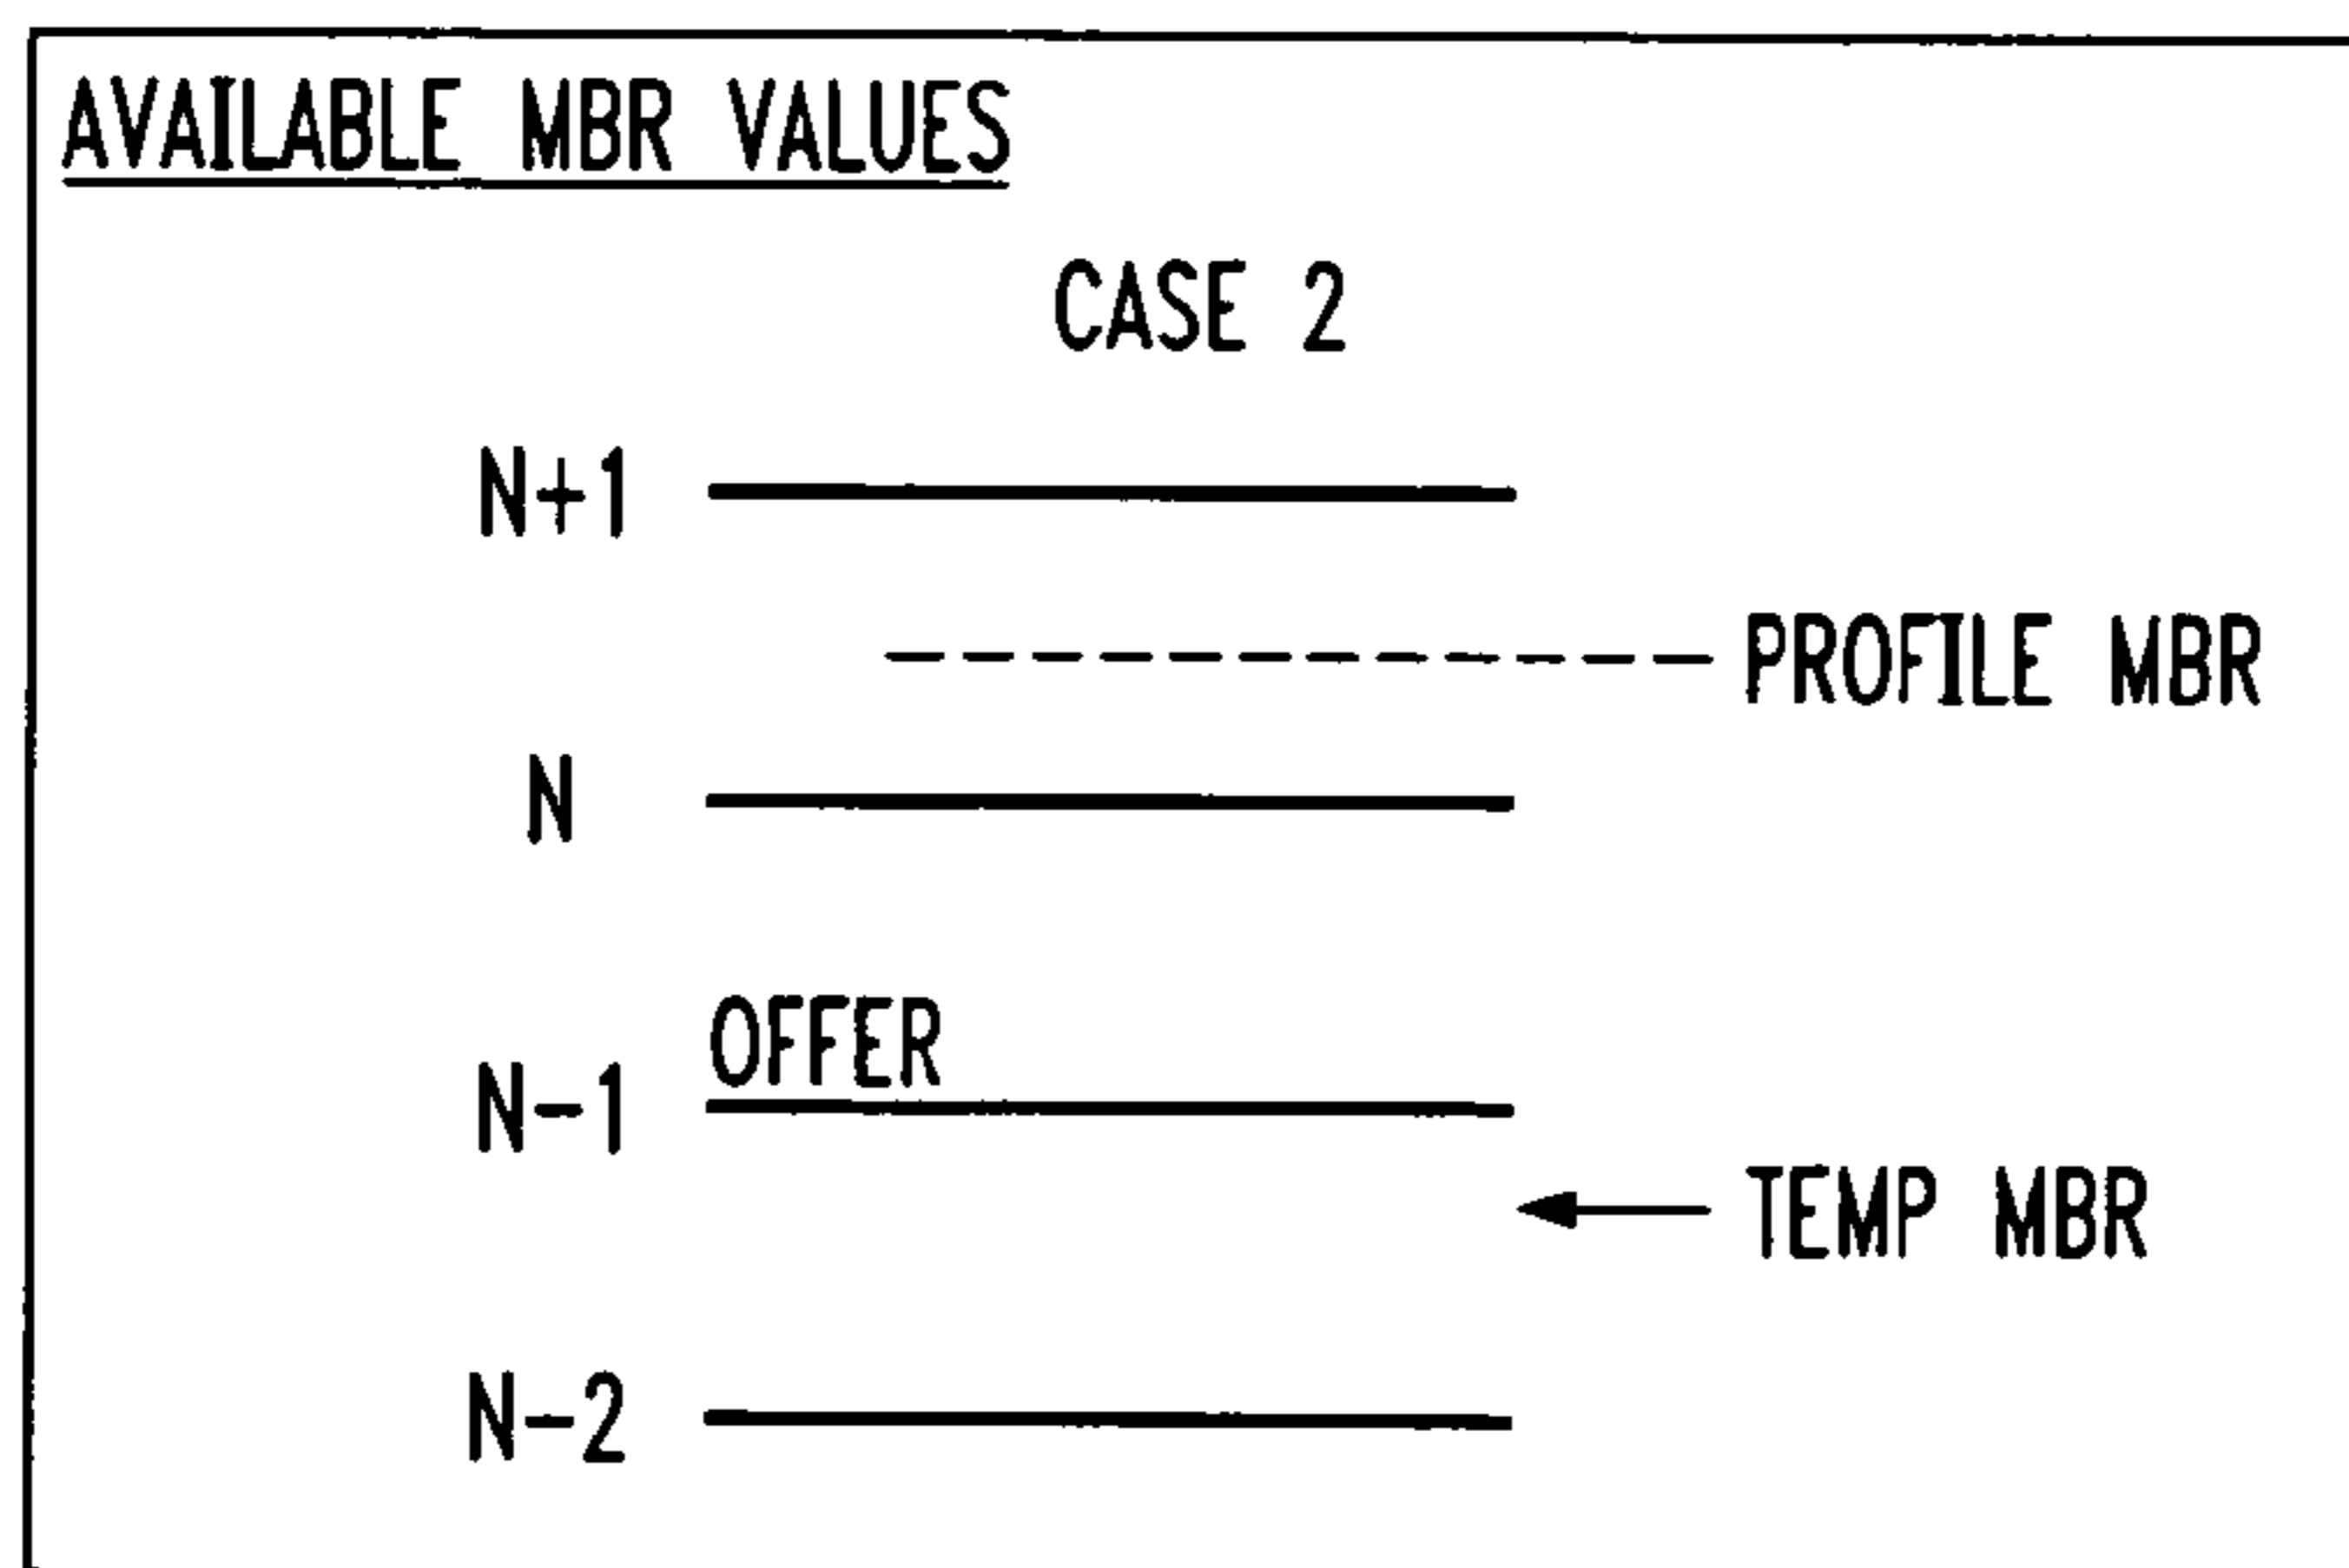 AVAILABLE MBR VALUES
CASE 2
N+1
PROFILE MBR
N
OFFER
N-1
TEMP MBR
N-2